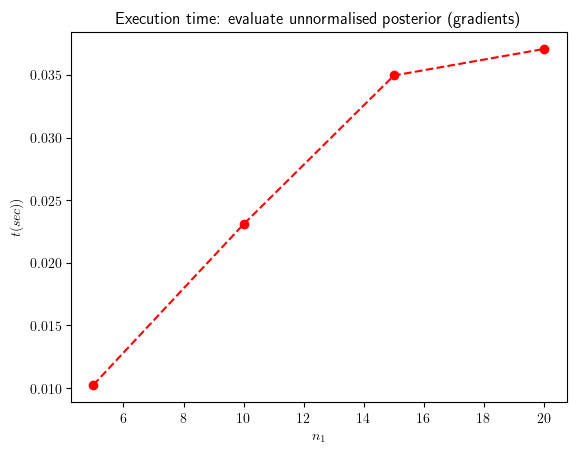 Execution time: evaluate unnormalised posterior (gradients)
0.035
0.030
0.025
0.020
0.015
0.010
t(sec))
6 8 10 12 14 16 18 20
n₁